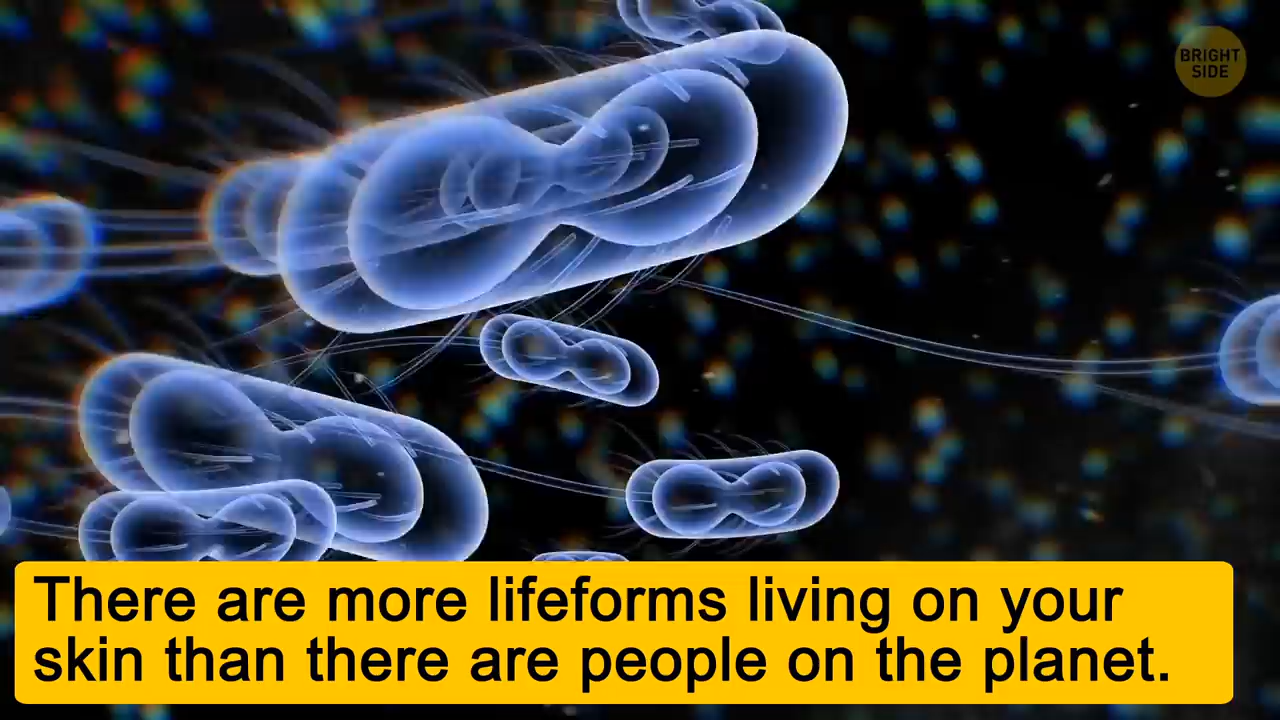 BRIGHT
SIDE
There are more lifeforms living on your
skin than there are people on the planet.